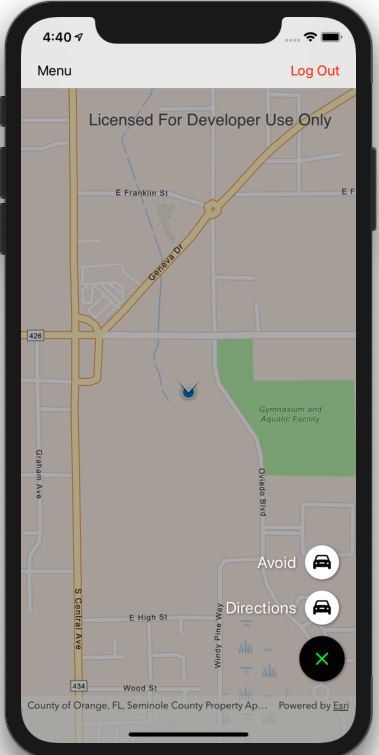 4:40
Menu
Log Out
Licensed For Developer Use Only
E Franklin St
E F
Geneva Dr
426
Gymnasium and
Aquatic Facility
Graham Ave
Oviedo Blvd
Avoid
S Central Ave
Directions
E High St
Windy Pine Way
434
Wood St
County of Orange, FL, Seminole County Property Ap...
Powered by Esri